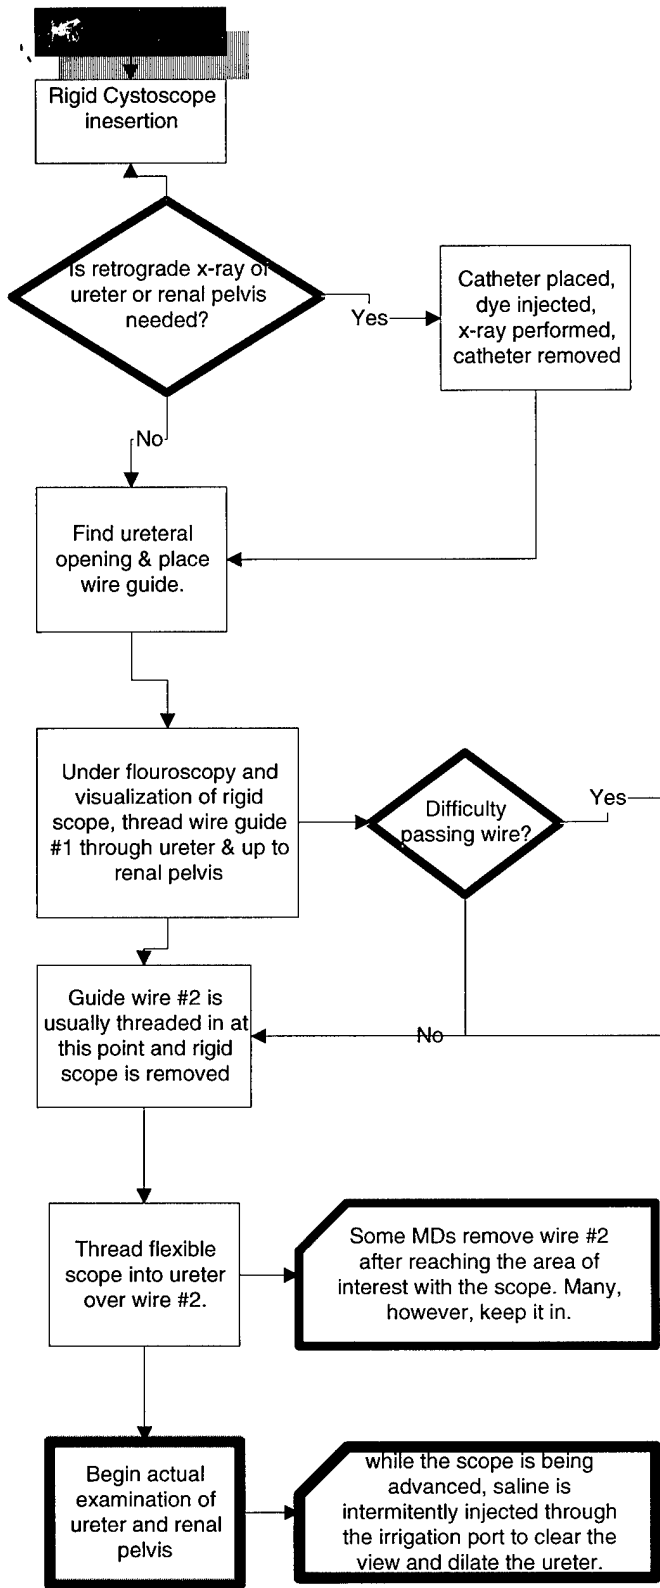 Rigid Cystoscope
inesertion
Is retrograde x-ray of
ureter or renal pelvis
needed?
Yes
Catheter placed,
dye injected,
x-ray performed,
catheter removed
No
Find ureteral
opening & place
wire guide.
Under flouroscopy and
visualization of rigid
scope, thread wire guide
#1 through ureter & up to
renal pelvis
Difficulty
passing wire?
Yes
Guide wire #2 is
usually threaded in at
this point and rigid
scope is removed
No
Thread flexible
scope into ureter
over wire #2.
Some MDs remove wire #2
after reaching the area of
interest with the scope. Many,
however, keep it in.
Begin actual
examination of
ureter and renal
pelvis
while the scope is being
advanced, saline is
intermitently injected through
the irrigation port to clear the
view and dilate the ureter.